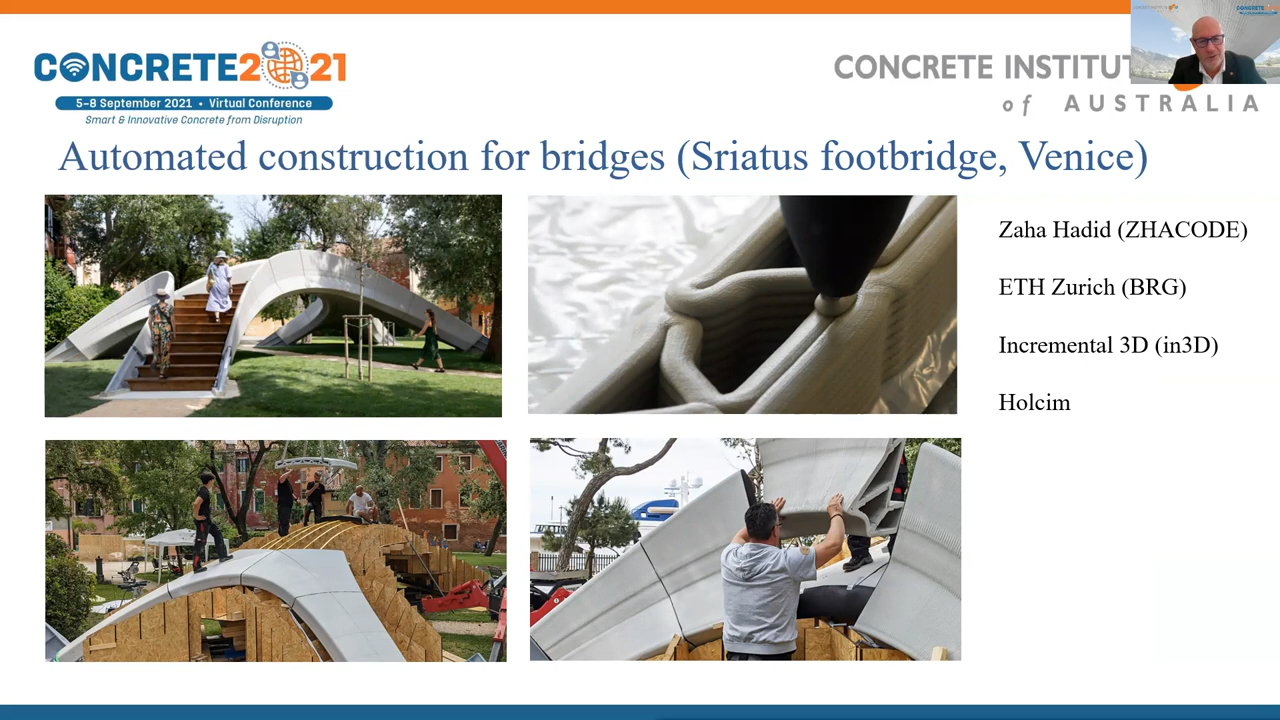 CONCRETE2021
5–8 September 2021 • Virtual Conference
Smart & Innovative Concrete from Disruption
CONCRETE INSTITUT
of AUSTRALIA
Automated construction for bridges (Sriatus footbridge, Venice)
Zaha Hadid (ZHACODE)
ETH Zurich (BRG)
Incremental 3D (in3D)
Holcim